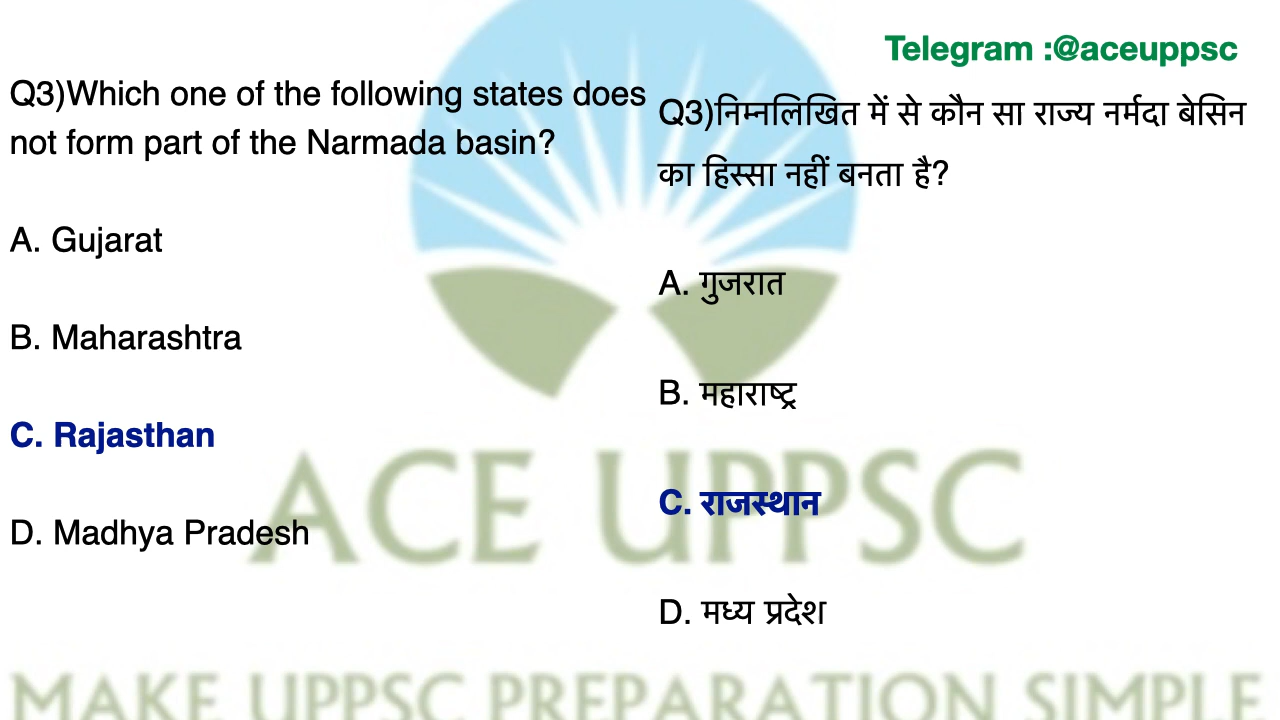 Telegram :@aceuppsc
Q3)Which one of the following states does
not form part of the Narmada basin?
A. Gujarat
B. Maharashtra
C. Rajasthan
D. Madhya Pradesh
Q3)निम्नलिखित में से कौन सा राज्य नर्मदा बेसिन
का हिस्सा नहीं बनता है?
A. गुजरात
B. महाराष्ट्र
C. राजस्थान
D. मध्य प्रदेश
ACE UPPSC
MAKE UPPSC PREPARATION SIMPLE